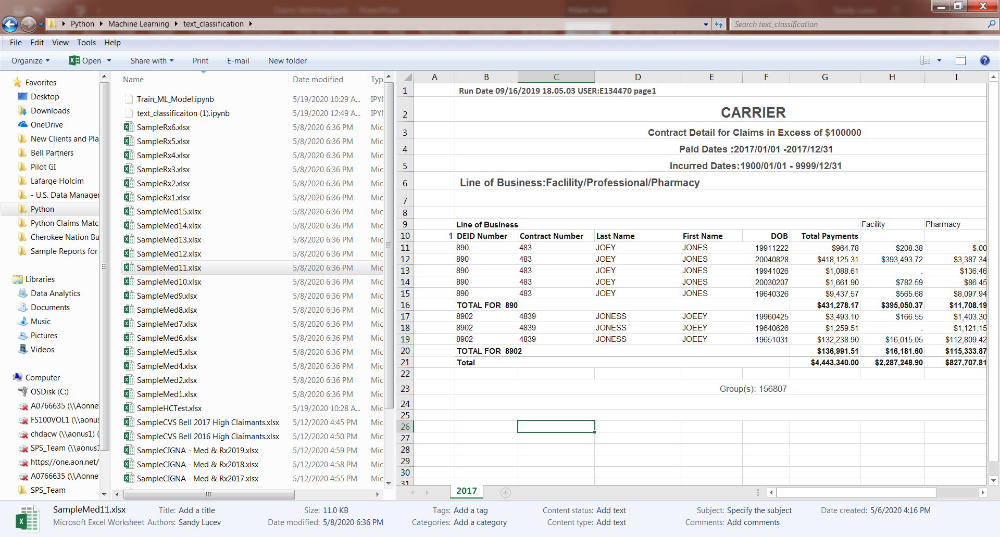 Python Machine Learning text_classification
Search text_classification
File Edit View Tools Help
Organize Open Share with Print E-mail New folder
Favorites
Desktop
Downloads
OneDrive
New Clients and Pla
Bell Partners
Pilot GI
Lafarge Holcim
- U.S. Data Manager
Python
Python Claims Matc
Cherokee Nation Bu
Sample Reports for
Libraries
Data Analytics
Documents
Music
Pictures
Videos
Computer
OSDisk (C:)
A0766635 (\\Aonne
FS100VOL1 (\\aonus
chdacw (\\aonus1) (
SPS_Team (\\aonus1
https://one.aon.net/
A0766635 (\\Aonne
SPS_Team
Name Date modified Typ
Train_ML_Model.ipynb 5/19/2020 10:29 A... IPYN
text_classificaiton (1).ipynb 5/19/2020 12:49 A... IPYN
SampleRx6.xlsx 5/8/2020 6:36 PM Mic
SampleRx5.xlsx 5/8/2020 6:36 PM Mic
SampleRx4.xlsx 5/8/2020 6:36 PM Mic
SampleRx3.xlsx 5/8/2020 6:36 PM Mic
SampleRx2.xlsx 5/8/2020 6:36 PM Mic
SampleRx1.xlsx 5/8/2020 6:36 PM Mic
SampleMed15.xlsx 5/8/2020 6:36 PM Mic
SampleMed14.xlsx 5/8/2020 6:36 PM Mic
SampleMed13.xlsx 5/8/2020 6:36 PM Mic
SampleMed12.xlsx 5/8/2020 6:36 PM Mic
SampleMed11.xlsx 5/8/2020 6:36 PM Mic
SampleMed10.xlsx 5/8/2020 6:36 PM Mic
SampleMed9.xlsx 5/8/2020 6:36 PM Mic
SampleMed8.xlsx 5/8/2020 6:36 PM Mic
SampleMed7.xlsx 5/8/2020 6:36 PM Mic
SampleMed6.xlsx 5/8/2020 6:36 PM Mic
SampleMed5.xlsx 5/8/2020 6:36 PM Mic
SampleMed4.xlsx 5/8/2020 6:36 PM Mic
SampleMed2.xlsx 5/8/2020 6:36 PM Mic
SampleMed1.xlsx 5/8/2020 6:36 PM Mic
SampleHCTest.xlsx 5/19/2020 10:28 A... Mic
SampleCVS Bell 2017 High Claimants.xlsx 5/12/2020 4:45 PM Mic
SampleCVS Bell 2016 High Claimants.xlsx 5/12/2020 4:50 PM Mic
SampleCIGNA - Med & Rx2019.xlsx 5/12/2020 4:59 PM Mic
SampleCIGNA - Med & Rx2018.xlsx 5/12/2020 4:58 PM Mic
SampleCIGNA - Med & Rx2017.xlsx 5/12/2020 4:55 PM Mic
A B C D E F G H I
1 Run Date 09/16/2019 18.05.03 USER:E134470 page1
2 CARRIER
3 Contract Detail for Claims in Excess of $100000
4 Paid Dates :2017/01/01 -2017/12/31
5 Incurred Dates:1900/01/01 - 9999/12/31
6 Line of Business:Faclility/Professional/Pharmacy
7
8
9 Line of Business Facility Pharmacy
10 1 DEID Number Contract Number Last Name First Name DOB Total Payments
11 890 483 JOEY JONES 19911222 $964.78 $208.38 $.00
12 890 483 JOEY JONES 20040828 $418,125.31 $393,493.72 $3,387.34
13 890 483 JOEY JONES 19941026 $1,088.61 . $136.46
14 890 483 JOEY JONES 20030207 $1,661.90 $782.59 $86.45
15 890 483 JOEY JONES 19640326 $9,437.57 $565.68 $8,097.94
16 TOTAL FOR 890 $431,278.17 $395,050.37 $11,708.19
17 8902 4839 JONESS JOEEY 19960425 $3,493.10 $166.55 $1,403.30
18 8902 4839 JONESS JOEEY 19640626 $1,259.51 . $1,121.15
19 8902 4839 JONESS JOEEY 19651031 $132,238.90 $16,015.05 $112,809.42
20 TOTAL FOR 8902 $136,991.51 $16,181.60 $115,333.87
21 Total $4,443,340.00 $2,287,248.90 $827,707.81
22
23 Group(s): 156807
24
25
26
27
28
29
30
31
2017
SampleMed11.xlsx Title: Add a title Size: 11.0 KB Tags: Add a tag Content status: Add text Subject: Specify the subject Date created: 5/6/2020 4:16 PM
Microsoft Excel Worksheet Authors: Sandy Lucev Date modified: 5/8/2020 6:36 PM Categories: Add a category Content type: Add text Comments: Add comments